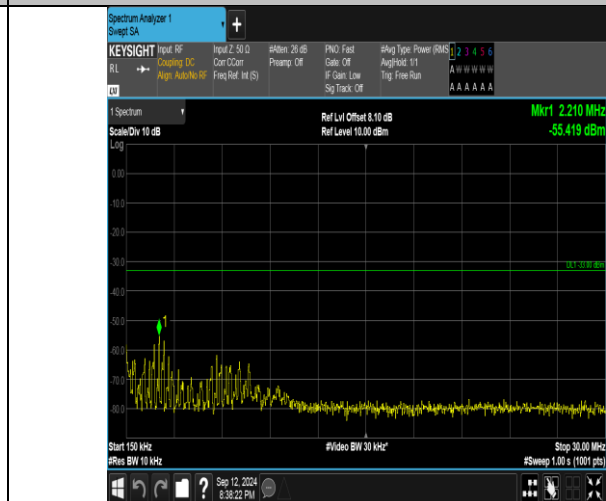 Spectrum Analyzer 1
Swept SA
+
KEYSIGHT Input: RF Input Z: 50 Ω #Atten: 26 dB PNO: Fast #Avg Type: Power (RMS 1 2 3 4 5 6
RL Coupling: DC Corr CCorr Preamp: Off Gate: Off Avg|Hold: 1/1 A W W W W W
Align: Auto/No RF Freq Ref: Int (S) IF Gain: Low Trig: Free Run
Sig Track: Off A A A A A A
1 Spectrum Ref Lvl Offset 8.10 dB Mkr1 2.210 MHz
Scale/Div 10 dB Ref Level 10.00 dBm -55.419 dBm
Log
0.00
-10.0
-20.0
-30.0 DL1 -33.00 dBm
-40.0
-50.0
1
-60.0
-70.0
-80.0
Start 150 kHz #Video BW 30 kHz* Stop 30.00 MHz
#Res BW 10 kHz #Sweep 1.00 s (1001 pts)
? Sep 12, 2024
8:38:22 PM